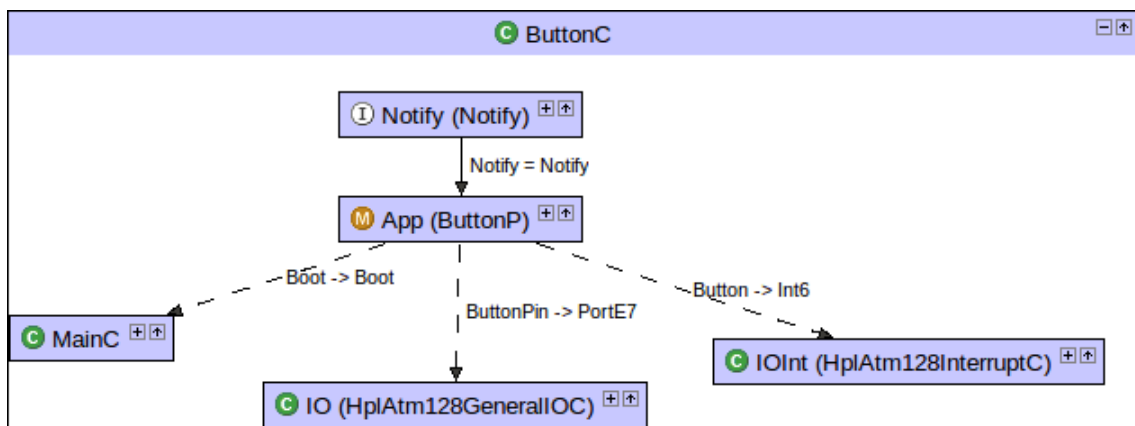 C ButtonC
I Notify (Notify)
Notify = Notify
M App (ButtonP)
Boot -> Boot
ButtonPin -> PortE7
Button -> Int6
C MainC
C IO (HplAtm128GeneralIOC)
C IOInt (HplAtm128InterruptC)